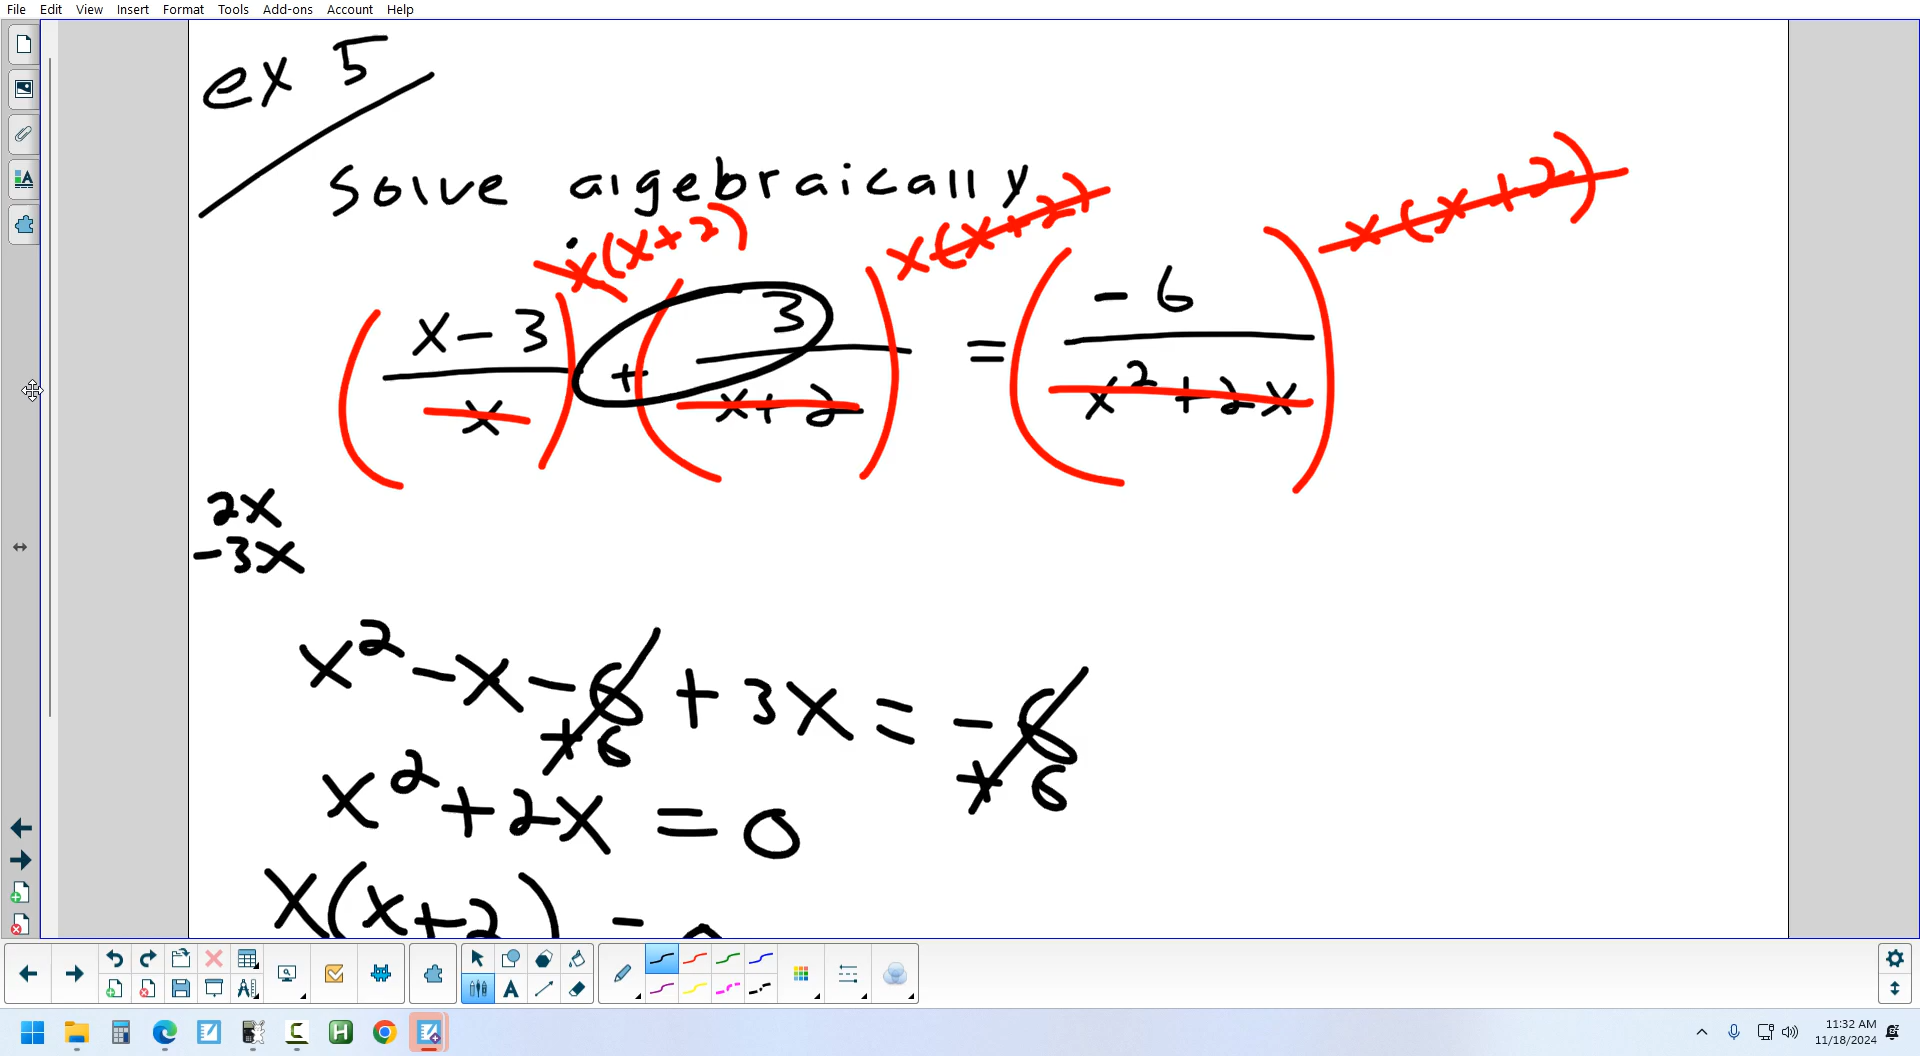 File Edit View Insert Format Tools Add-ons Account Help
ex 5
Solve algebraically
x(x+2) x(x+2) x(x+2)
(x-3) + (3) = (-6)
x x+2 x²+2x
2x
-3x
x²-x-6+3x=-6
+6 +6
x²+2x=0
x(x+2)
11:32 AM
11/18/2024